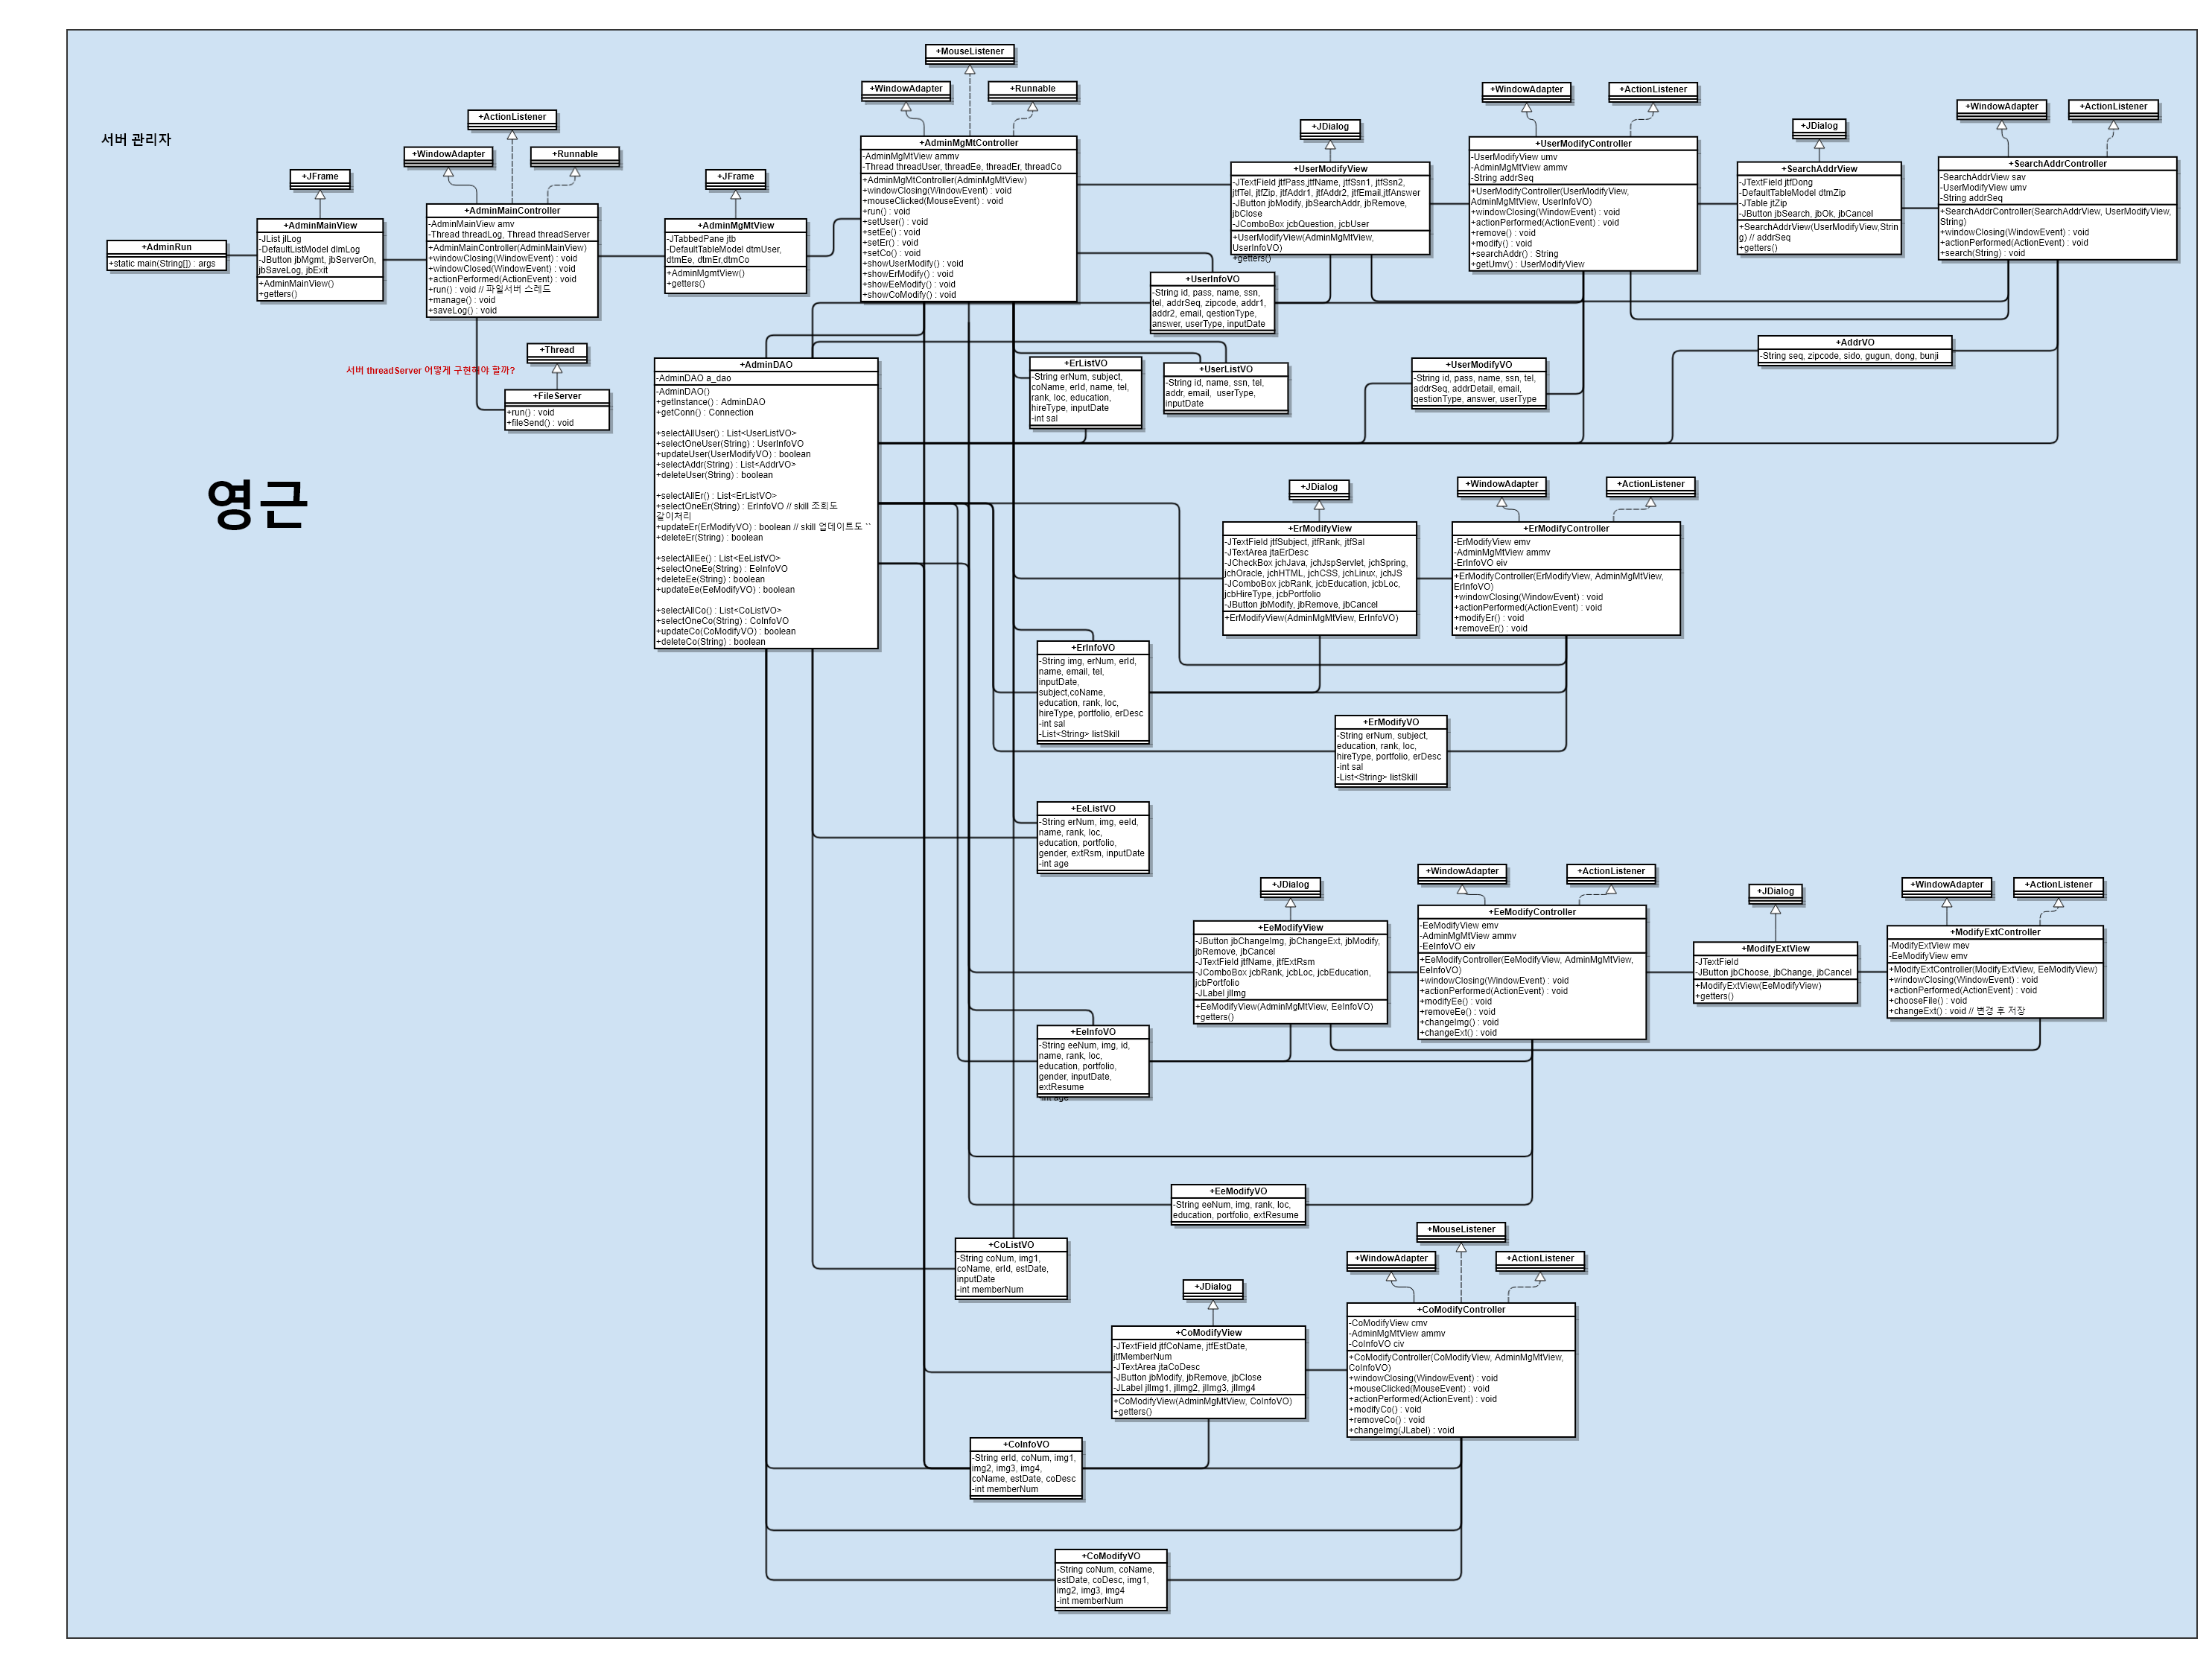 서버 관리자
영근
서버 threadServer 어떻게 구현해야 할까?
+AdminRun
+static main(String[]) : args
+JFrame
+AdminMainView
-JList jlLog
-DefaultListModel dlmLog
-JButton jbMgmt, jbServerOn,
jbSaveLog, jbExit
+AdminMainView()
+getters()
+ActionListener
+WindowAdapter
+Runnable
+AdminMainController
-AdminMainView amv
-Thread threadLog, Thread threadServer
+AdminMainController(AdminMainView)
+windowClosing(WindowEvent) : void
+windowClosed(WindowEvent) : void
+actionPerformed(ActionEvent) : void
+run() : void // 파일서버 스레드
+manage() : void
+saveLog() : void
+Thread
+FileServer
+run() : void
+fileSend() : void
+JFrame
+AdminMgMtView
-JTabbedPane jtb
-DefaultTableModel dtmUser,
dtmEe, dtmEr,dtmCo
+AdminMgmtView()
+getters()
+MouseListener
+WindowAdapter
+Runnable
+AdminMgMtController
-AdminMgMtView ammv
-Thread threadUser, threadEe, threadEr, threadCo
+AdminMgMtController(AdminMgMtView)
+windowClosing(WindowEvent) : void
+mouseClicked(MouseEvent) : void
+run() : void
+setUser() : void
+setEe() : void
+setEr() : void
+setCo() : void
+showUserModify() : void
+showErModify() : void
+showEeModify() : void
+showCoModify() : void
+JDialog
+UserModifyView
-JTextField jtfPass,jtfName, jtfSsn1, jtfSsn2,
jtfTel, jtfZip, jtfAddr1, jtfAddr2, jtfEmail,jtfAnswer
-JButton jbModify, jbSearchAddr, jbRemove,
jbClose
-JComboBox jcbQuestion, jcbUser
+UserModifyView(AdminMgMtView,
UserInfoVO)
+getters()
+WindowAdapter
+ActionListener
+UserModifyController
-UserModifyView umv
-AdminMgMtView ammv
-String addrSeq
+UserModifyController(UserModifyView,
AdminMgMtView, UserInfoVO)
+windowClosing(WindowEvent) : void
+actionPerformed(ActionEvent) : void
+remove() : void
+modify() : void
+searchAddr() : String
+getUmv() : UserModifyView
+JDialog
+SearchAddrView
-JTextField jtfDong
-DefaultTableModel dtmZip
-JTable jtZip
-JButton jbSearch, jbOk, jbCancel
+SearchAddrView(UserModifyView,Strin
g) // addrSeq
+getters()
+WindowAdapter
+ActionListener
+SearchAddrController
-SearchAddrView sav
-UserModifyView umv
-String addrSeq
+SearchAddrController(SearchAddrView, UserModifyView,
String)
+windowClosing(WindowEvent) : void
+actionPerformed(ActionEvent) : void
+search(String) : void
+UserInfoVO
-String id, pass, name, ssn,
tel, addrSeq, zipcode, addr1,
addr2, email, qestionType,
answer, userType, inputDate
+AddrVO
-String seq, zipcode, sido, gugun, dong, bunji
+AdminDAO
-AdminDAO a_dao
-AdminDAO()
+getInstance() : AdminDAO
+getConn() : Connection
+selectAllUser() : List<UserListVO>
+selectOneUser(String) : UserInfoVO
+updateUser(UserModifyVO) : boolean
+selectAddr(String) : List<AddrVO>
+deleteUser(String) : boolean
+selectAllEr() : List<ErListVO>
+selectOneEr(String) : ErInfoVO // skill 조회도
같이처리
+updateEr(ErModifyVO) : boolean // skill 업데이트도 ``
+deleteEr(String) : boolean
+selectAllEe() : List<EeListVO>
+selectOneEe(String) : EeInfoVO
+deleteEe(String) : boolean
+updateEe(EeModifyVO) : boolean
+selectAllCo() : List<CoListVO>
+selectOneCo(String) : CoInfoVO
+updateCo(CoModifyVO) : boolean
+deleteCo(String) : boolean
+ErListVO
-String erNum, subject,
coName, erId, name, tel,
rank, loc, education,
hireType, inputDate
-int sal
+UserListVO
-String id, name, ssn, tel,
addr, email,  userType,
inputDate
+UserModifyVO
-String id, pass, name, ssn, tel,
addrSeq, addrDetail, email,
qestionType, answer, userType
+JDialog
+ErModifyView
-JTextField jtfSubject, jtfRank, jtfSal
-JTextArea jtaErDesc
-JCheckBox jchJava, jchJspServlet, jchSpring,
jchOracle, jchHTML, jchCSS, jchLinux, jchJS
-JComboBox jcbRank, jcbEducation, jcbLoc,
jcbHireType, jcbPortfolio
-JButton jbModify, jbRemove, jbCancel
+ErModifyView(AdminMgMtView, ErInfoVO)
+WindowAdapter
+ActionListener
+ErModifyController
-ErModifyView emv
-AdminMgMtView ammv
-ErInfoVO eiv
+ErModifyController(ErModifyView, AdminMgMtView,
ErInfoVO)
+windowClosing(WindowEvent) : void
+actionPerformed(ActionEvent) : void
+modifyEr() : void
+removeEr() : void
+ErInfoVO
-String img, erNum, erId,
name, email, tel,
inputDate,
subject,coName,
education, rank, loc,
hireType, portfolio, erDesc
-int sal
-List<String> listSkill
+ErModifyVO
-String erNum, subject,
education, rank, loc,
hireType, portfolio, erDesc
-int sal
-List<String> listSkill
+EeListVO
-String erNum, img, eeId,
name, rank, loc,
education, portfolio,
gender, extRsm, inputDate
-int age
+JDialog
+EeModifyView
-JButton jbChangeImg, jbChangeExt, jbModify,
jbRemove, jbCancel
-JTextField jtfName, jtfExtRsm
-JComboBox jcbRank, jcbLoc, jcbEducation,
jcbPortfolio
-JLabel jlImg
+EeModifyView(AdminMgMtView, EeInfoVO)
+getters()
+WindowAdapter
+ActionListener
+EeModifyController
-EeModifyView emv
-AdminMgMtView ammv
-EeInfoVO eiv
+EeModifyController(EeModifyView, AdminMgMtView,
EeInfoVO)
+windowClosing(WindowEvent) : void
+actionPerformed(ActionEvent) : void
+modifyEe() : void
+removeEe() : void
+changeImg() : void
+changeExt() : void
+JDialog
+ModifyExtView
-JTextField
-JButton jbChoose, jbChange, jbCancel
+ModifyExtView(EeModifyView)
+getters()
+WindowAdapter
+ActionListener
+ModifyExtController
-ModifyExtView mev
-EeModifyView emv
+ModifyExtController(ModifyExtView, EeModifyView)
+windowClosing(WindowEvent) : void
+actionPerformed(ActionEvent) : void
+chooseFile() : void
+changeExt() : void // 변경 후 저장
+EeInfoVO
-String eeNum, img, id,
name, rank, loc,
education, portfolio,
gender, inputDate,
extResume
-int age
+EeModifyVO
-String eeNum, img, rank, loc,
education, portfolio, extResume
+CoListVO
-String coNum, img1,
coName, erId, estDate,
inputDate
-int memberNum
+JDialog
+CoModifyView
-JTextField jtfCoName, jtfEstDate,
jtfMemberNum
-JTextArea jtaCoDesc
-JButton jbModify, jbRemove, jbClose
-JLabel jlImg1, jlImg2, jlImg3, jlImg4
+CoModifyView(AdminMgMtView, CoInfoVO)
+getters()
+MouseListener
+WindowAdapter
+ActionListener
+CoModifyController
-CoModifyView cmv
-AdminMgMtView ammv
-CoInfoVO civ
+CoModifyController(CoModifyView, AdminMgMtView,
CoInfoVO)
+windowClosing(WindowEvent) : void
+mouseClicked(MouseEvent) : void
+actionPerformed(ActionEvent) : void
+modifyCo() : void
+removeCo() : void
+changeImg(JLabel) : void
+CoInfoVO
-String erId, coNum, img1,
img2, img3, img4,
coName, estDate, coDesc
-int memberNum
+CoModifyVO
-String coNum, coName,
estDate, coDesc, img1,
img2, img3, img4
-int memberNum